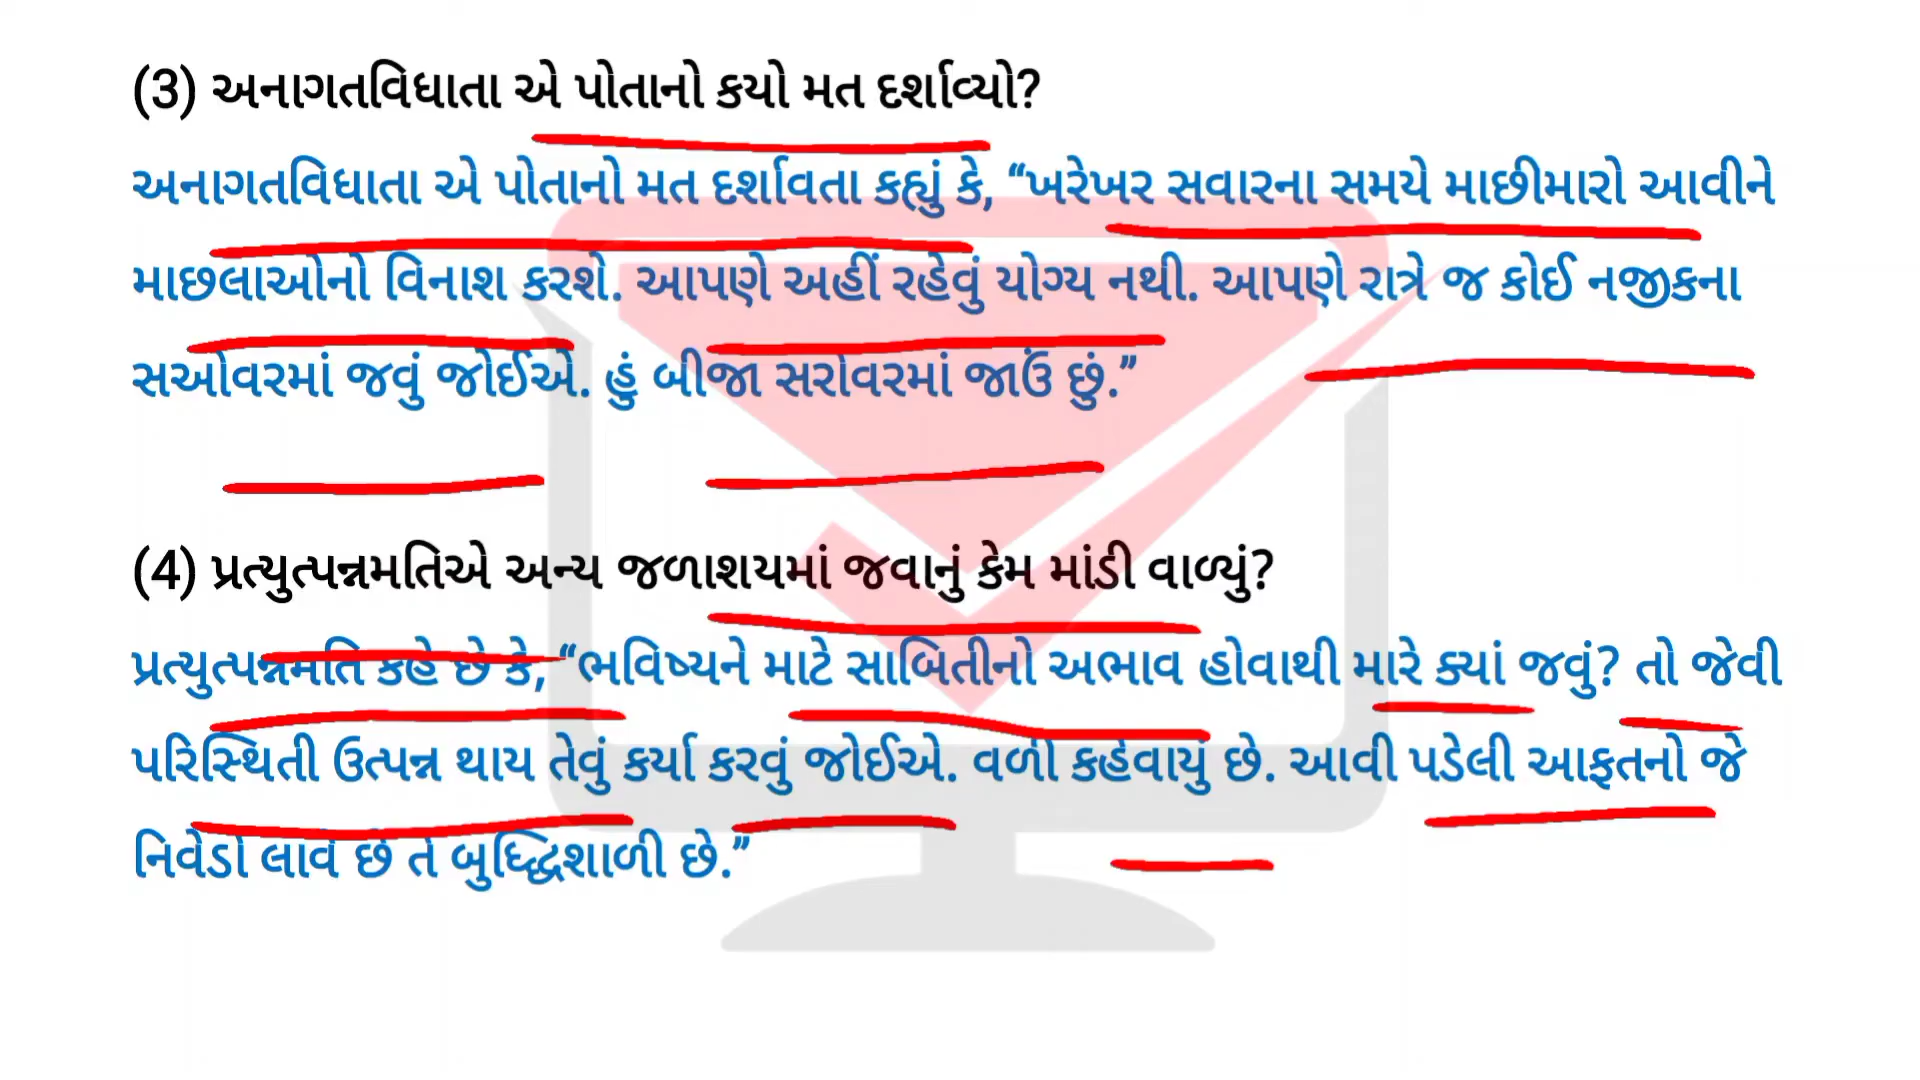 (3) અનાગતવિધાતા એ પોતાનો કયો મત દર્શાવ્યો?
અનાગતવિધાતા એ પોતાનો મત દર્શાવતા કહ્યું કે, “ખરેખર સવારના સમયે માછીમારો આવીને
માછલાઓનો વિનાશ કરશે. આપણે અહીં રહેવું યોગ્ય નથી. આપણે રાત્રે જ કોઈ નજીકના
સઓવરમાં જવું જોઈએ. હું બીજા સરોવરમાં જાઉં છું.”
(4) પ્રત્યુત્પન્નમતિએ અન્ય જળાશયમાં જવાનું કેમ માંડી વાળ્યું?
પ્રત્યુત્પન્નમતિ કહે છે કે, “ભવિષ્યને માટે સાબિતીનો અભાવ હોવાથી મારે ક્યાં જવું? તો જેવી
પરિસ્થિતી ઉત્પન્ન થાય તેવું કર્યા કરવું જોઈએ. વળી કહેવાયું છે. આવી પડેલી આફતનો જે
નિવેડો લાવે છે તે બુધ્દ્ધિશાળી છે.”